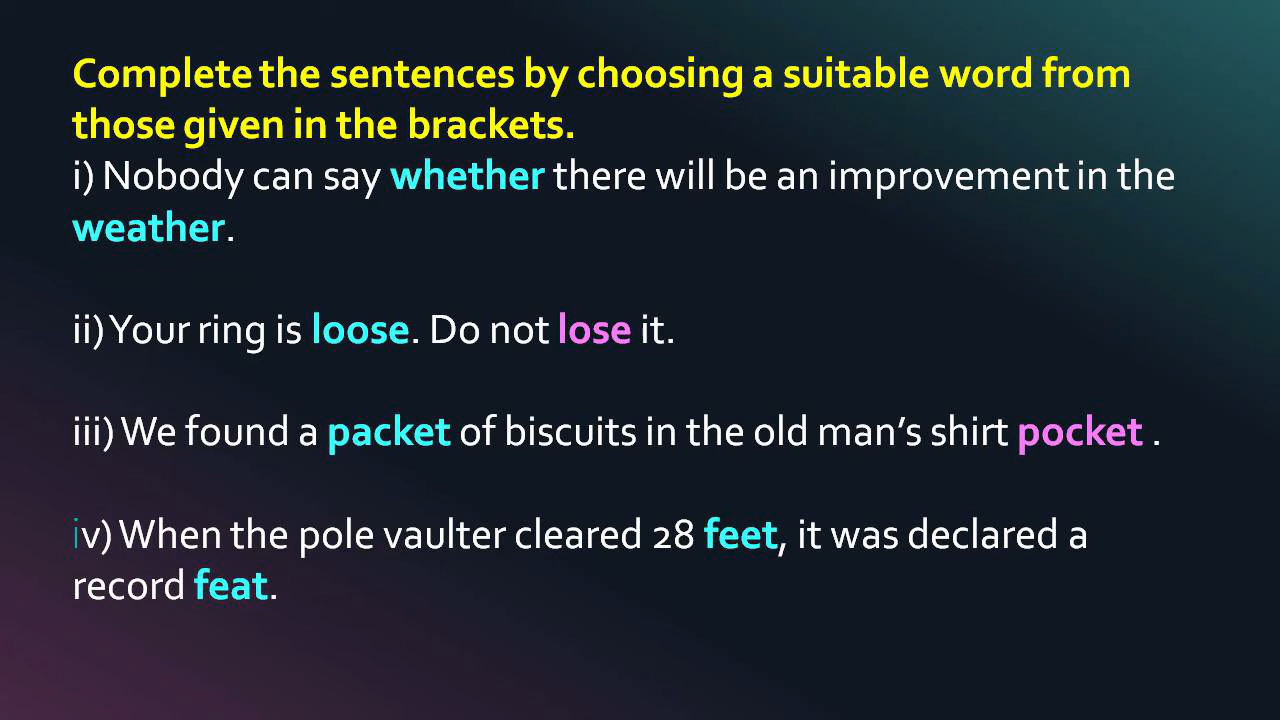 Complete the sentences by choosing a suitable word from
those given in the brackets.
i) Nobody can say whether there will be an improvement in the
weather.
ii) Your ring is loose. Do not lose it.
iii) We found a packet of biscuits in the old man’s shirt pocket .
iv) When the pole vaulter cleared 28 feet, it was declared a
record feat.